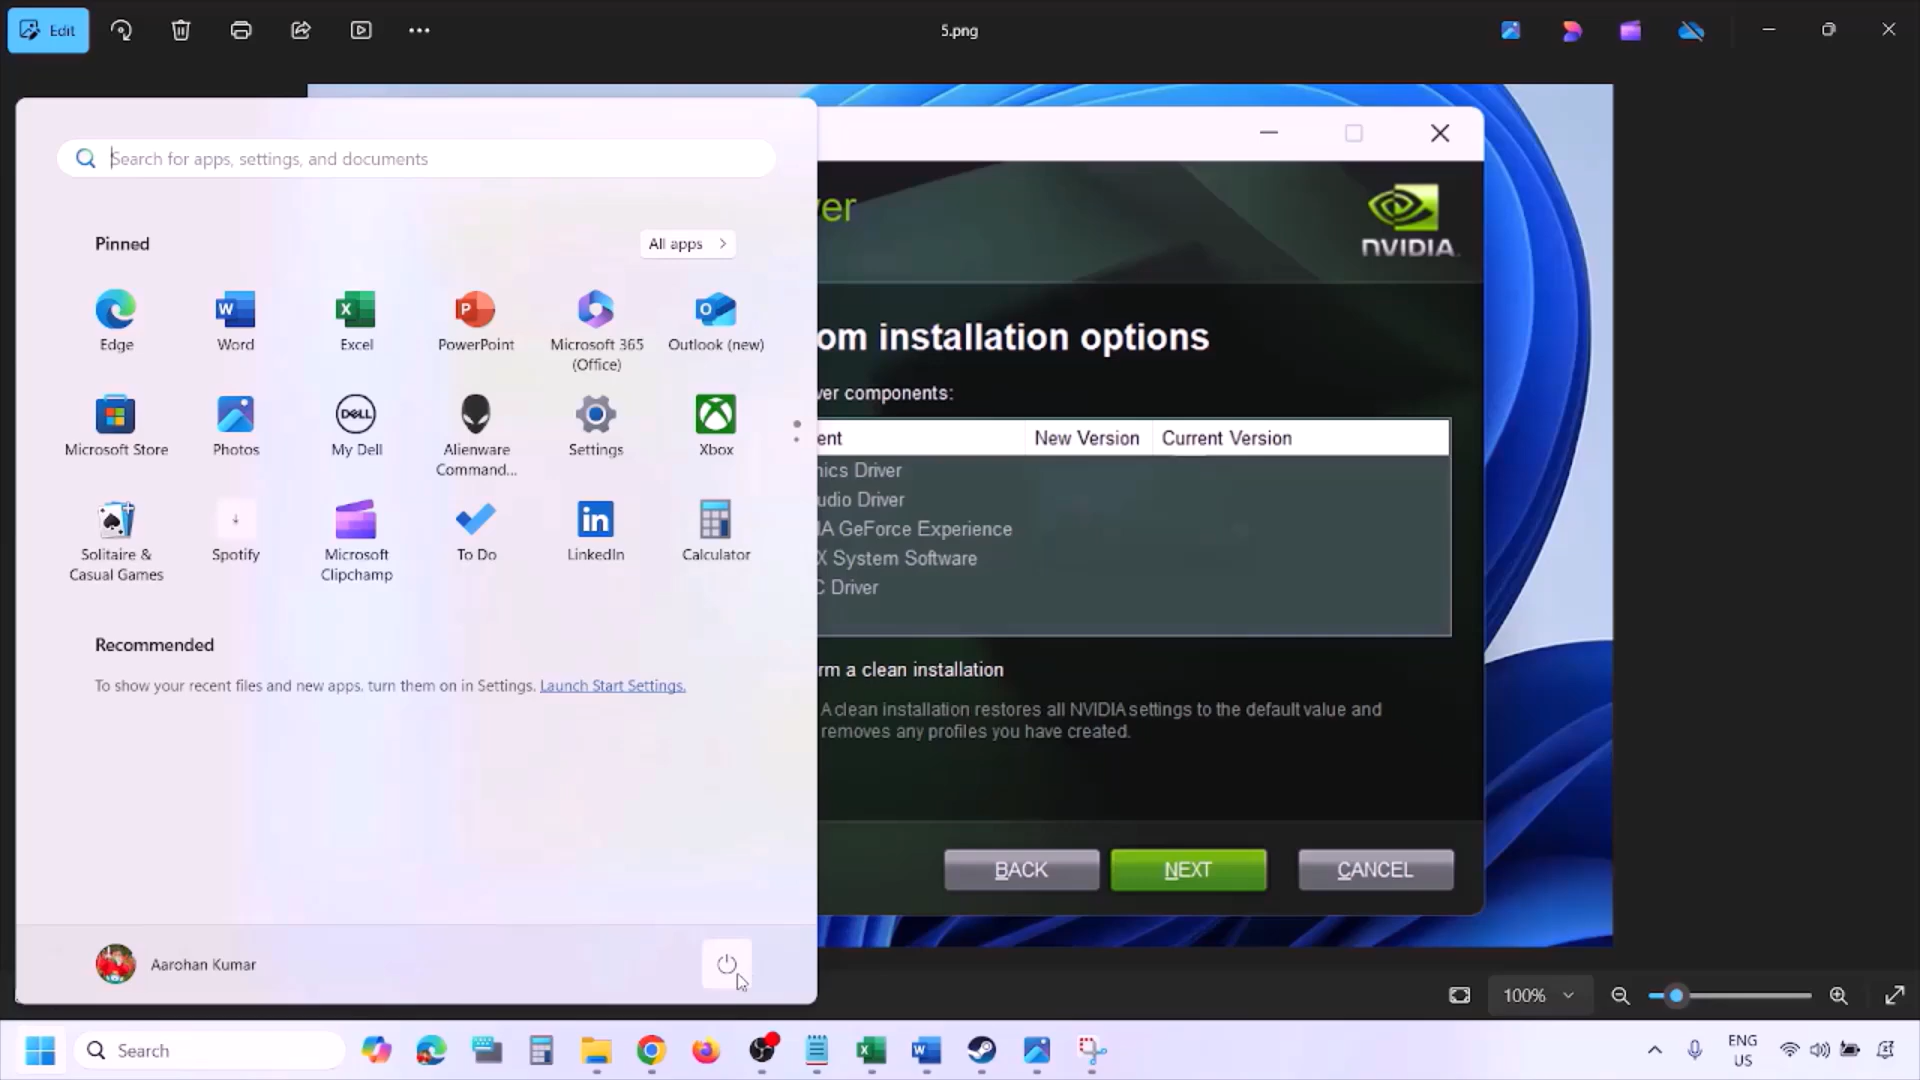 Edit
5.png
Search for apps, settings, and documents
Pinned
All apps
Edge
Word
Excel
PowerPoint
Microsoft 365
(Office)
Outlook (new)
Microsoft Store
Photos
DELL
My Dell
Alienware
Command...
Settings
Xbox
Solitaire &
Casual Games
Spotify
Microsoft
Clipchamp
To Do
LinkedIn
Calculator
Recommended
To show your recent files and new apps, turn them on in Settings. Launch Start Settings.
Aarohan Kumar
ver
NVIDIA
om installation options
ver components:
ent
New Version
Current Version
nics Driver
udio Driver
IA GeForce Experience
X System Software
C Driver
rm a clean installation
A clean installation restores all NVIDIA settings to the default value and
removes any profiles you have created.
BACK
NEXT
CANCEL
100%
Search
ENG
US